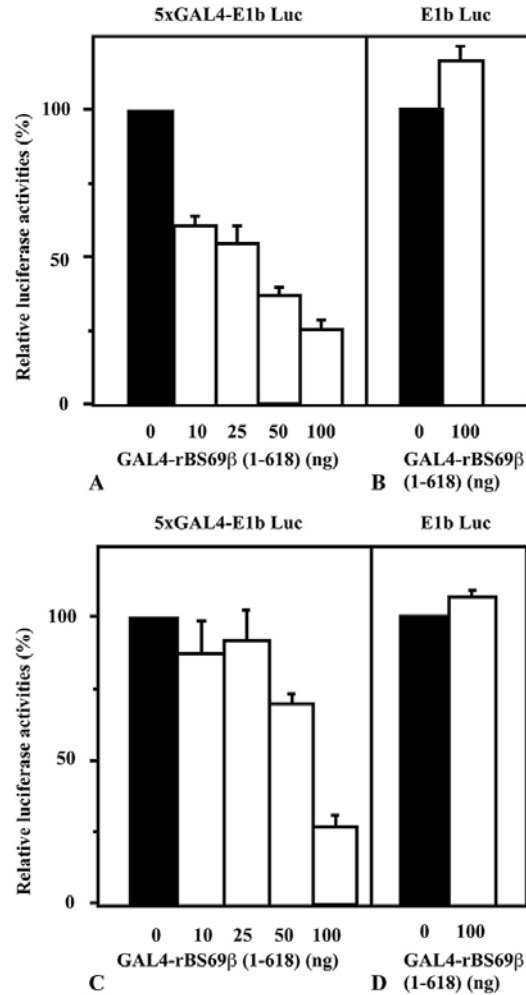 5xGAL4-E1b Luc
E1b Luc
Relative luciferase activities (%)
100
50
0
0 10 25 50 100
GAL4-rBS69β (1-618) (ng)
A
0 100
GAL4-rBS69β
(1-618) (ng)
B
5xGAL4-E1b Luc
E1b Luc
Relative luciferase activities (%)
100
50
0
0 10 25 50 100
GAL4-rBS69β (1-618) (ng)
C
0 100
GAL4-rBS69β
(1-618) (ng)
D